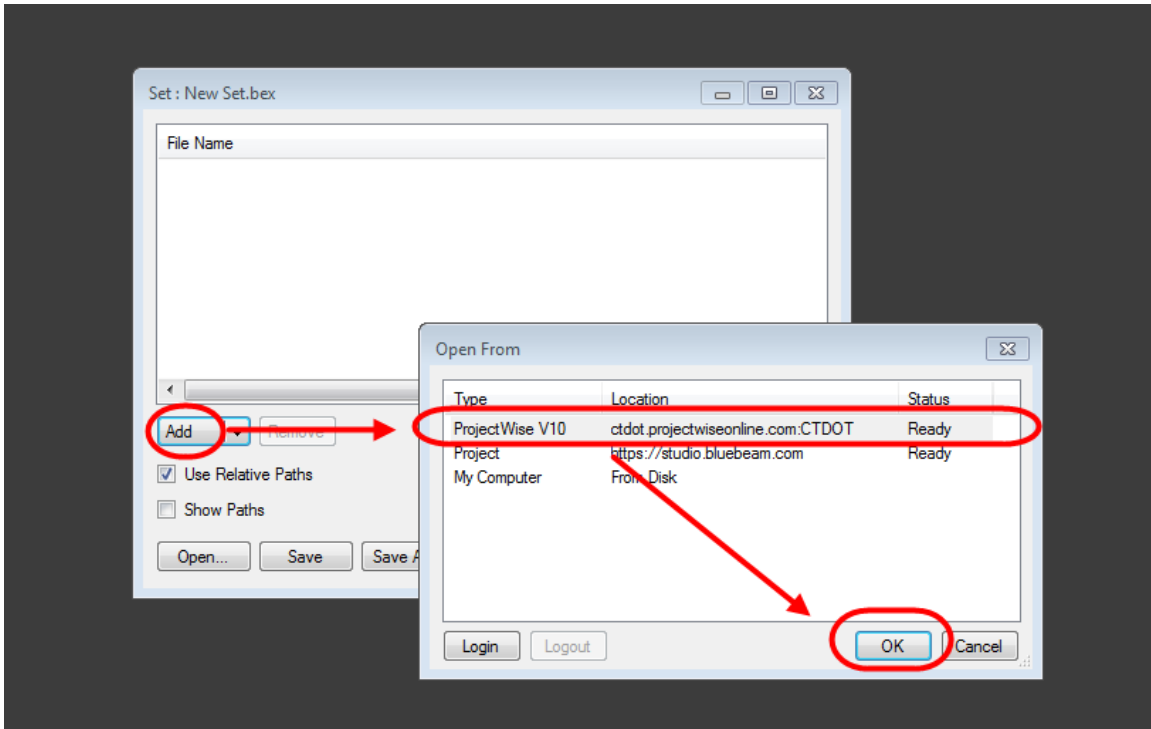 Set : New Set.bex
File Name
Add Remove
Use Relative Paths
Show Paths
Open... Save Save A
Open From
Type Location Status
ProjectWise V10 ctdot.projectwiseonline.com:CTDOT Ready
Project https://studio.bluebeam.com Ready
My Computer From Disk
Login Logout OK Cancel